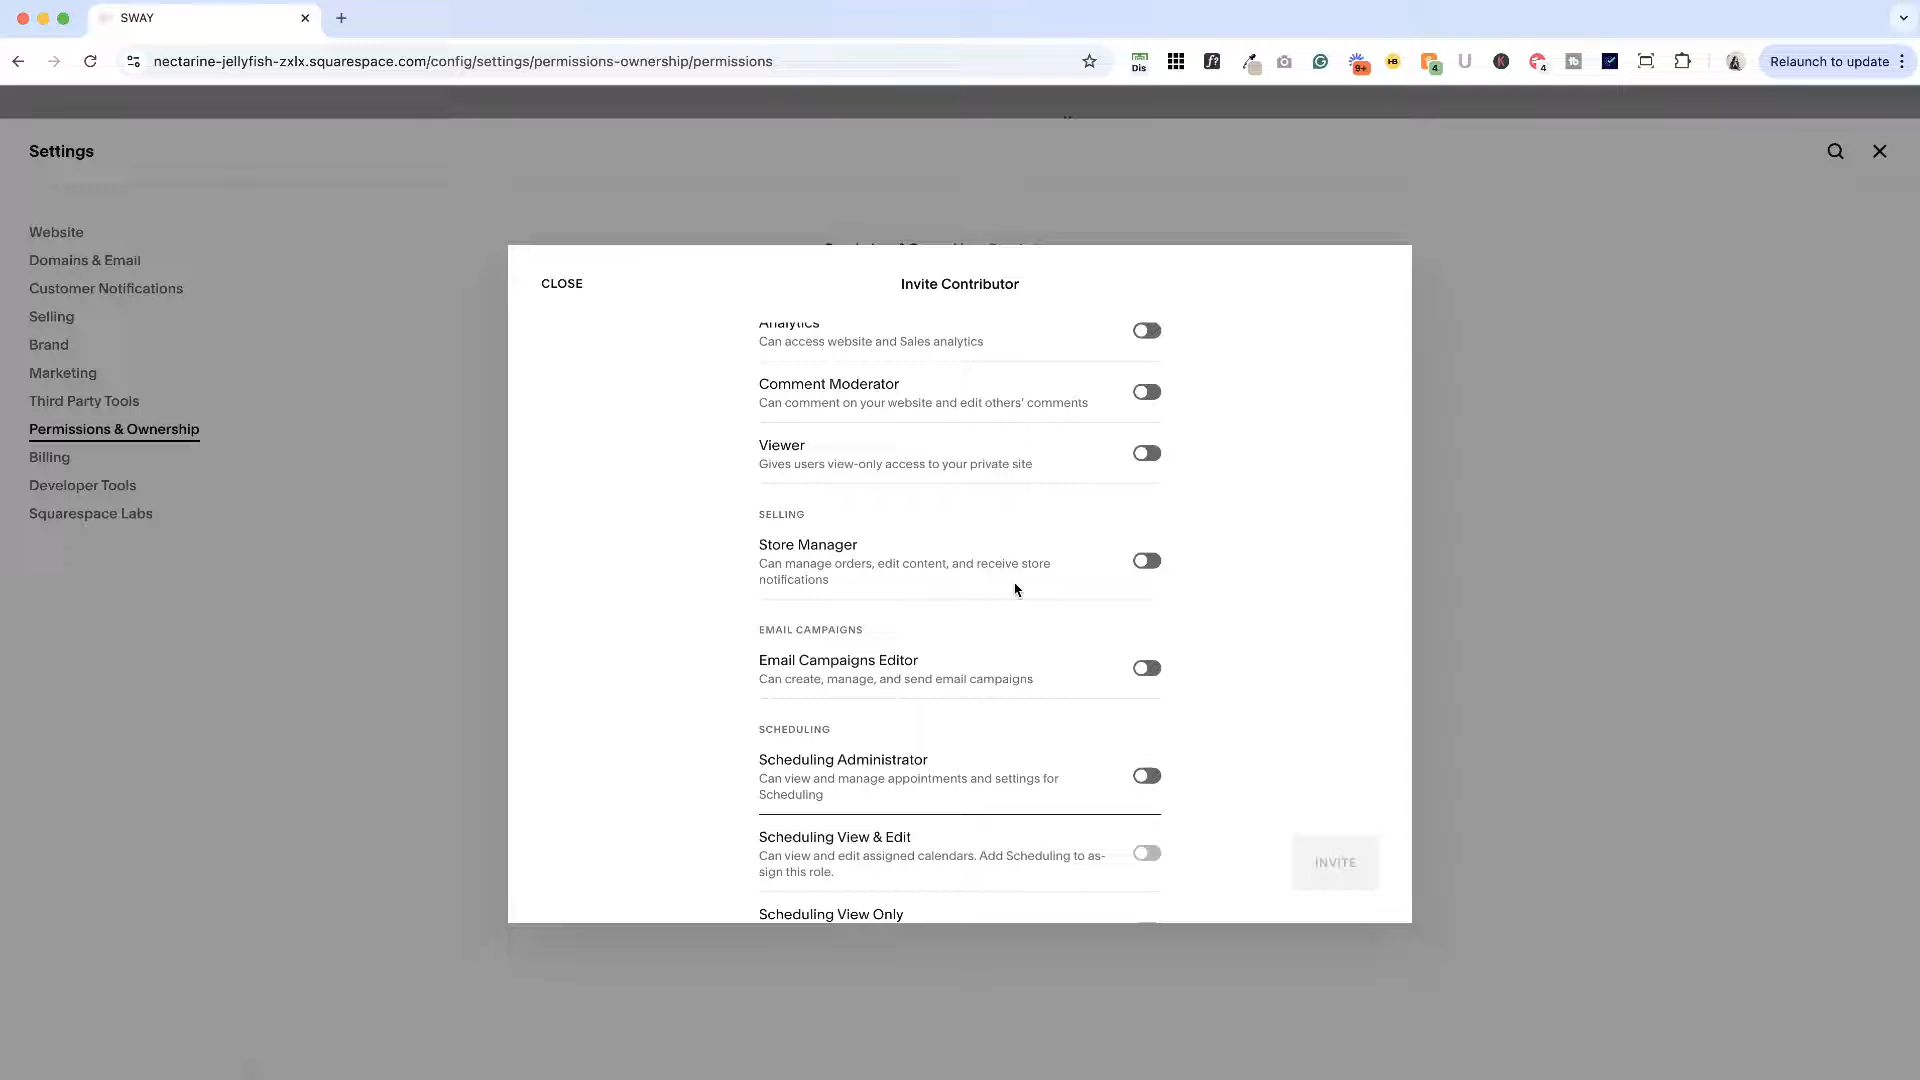 SWAY
nectarine-jellyfish-zxlx.squarespace.com/config/settings/permissions-ownership/permissions
Dis
9+
HB
4
4
Relaunch to update
Settings
Website
Domains & Email
Customer Notifications
Selling
Brand
Marketing
Third Party Tools
Permissions & Ownership
Billing
Developer Tools
Squarespace Labs
CLOSE
Invite Contributor
Analytics
Can access website and Sales analytics
Comment Moderator
Can comment on your website and edit others' comments
Viewer
Gives users view-only access to your private site
SELLING
Store Manager
Can manage orders, edit content, and receive store
notifications
EMAIL CAMPAIGNS
Email Campaigns Editor
Can create, manage, and send email campaigns
SCHEDULING
Scheduling Administrator
Can view and manage appointments and settings for
Scheduling
Scheduling View & Edit
Can view and edit assigned calendars. Add Scheduling to as-
sign this role.
Scheduling View Only
INVITE